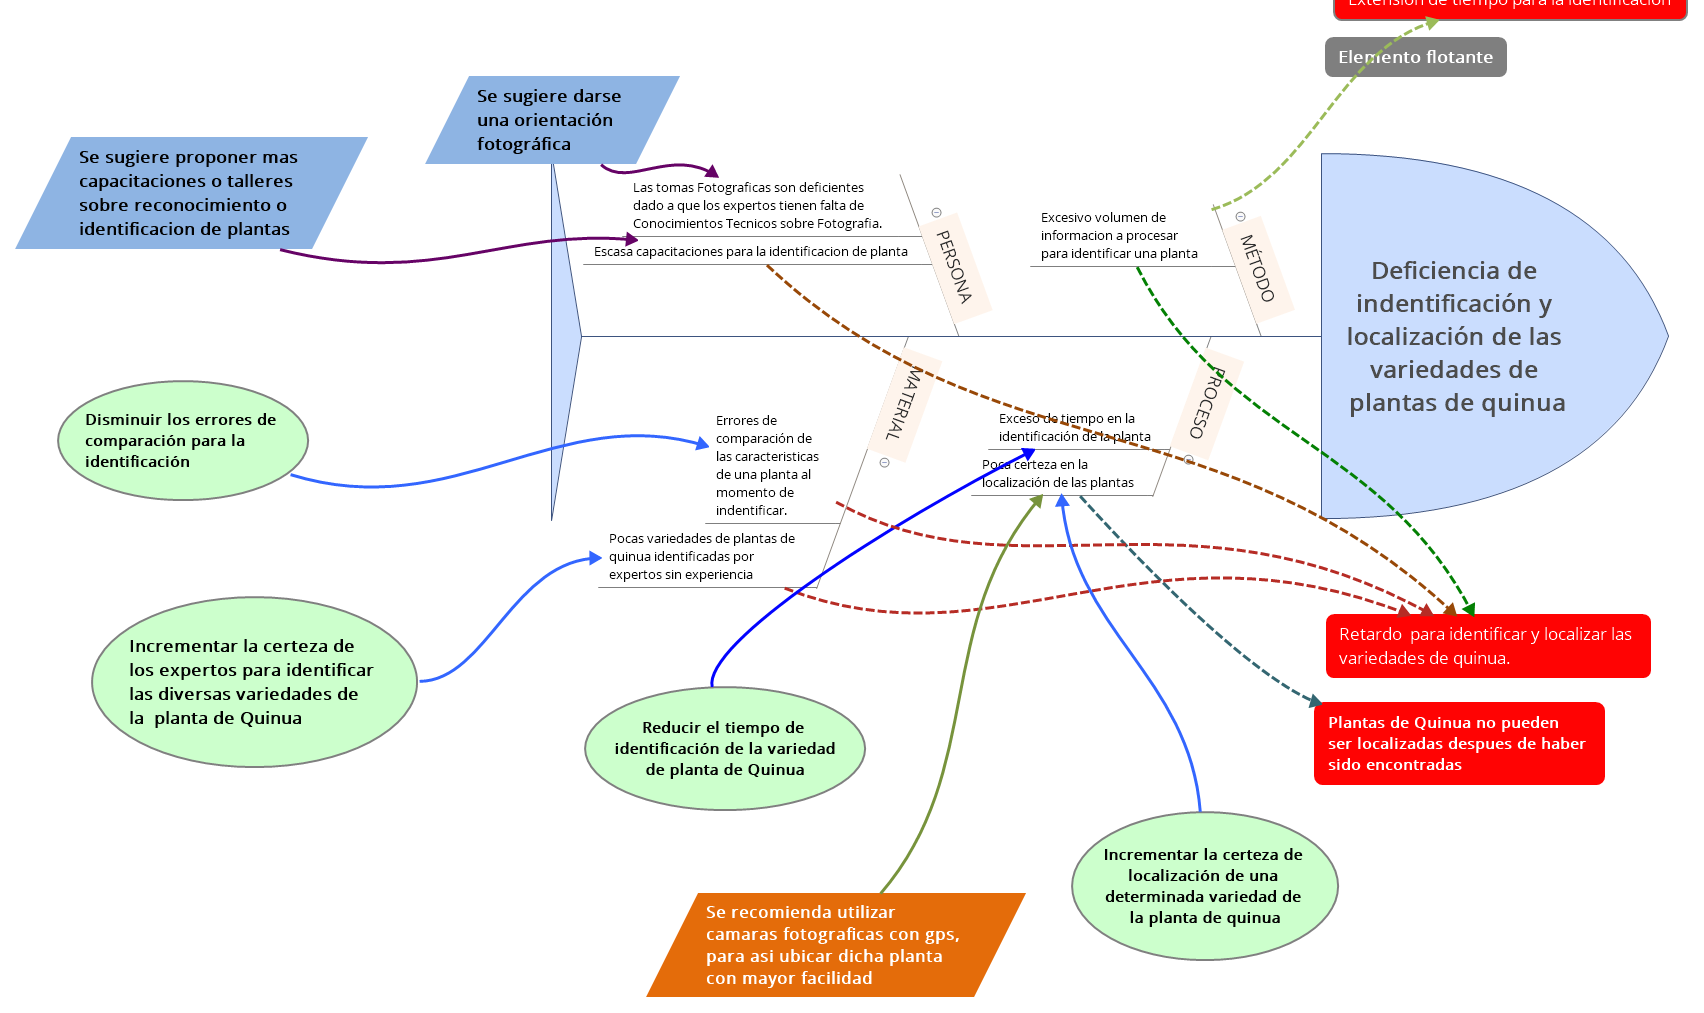 Extensión de tiempo para la identificación
Elemento flotante
Se sugiere darse
una orientación
fotográfica
Se sugiere proponer mas
capacitaciones o talleres
sobre reconocimiento o
identificacion de plantas
Las tomas Fotograficas son deficientes
dado a que los expertos tienen falta de
Conocimientos Tecnicos sobre Fotografia.
Escasa capacitaciones para la identificacion de planta
PERSONA
Excesivo volumen de
informacion a procesar
para identificar una planta
MÉTODO
Deficiencia de
indentificación y
localización de las
variedades de
plantas de quinua
MATERIAL
PROCESO
Disminuir los errores de
comparación para la
identificación
Errores de
comparación de
las caracteristicas
de una planta al
momento de
indentificar.
Exceso de tiempo en la
identificación de la planta
Poca certeza en la
localización de las plantas
Pocas variedades de plantas de
quinua identificadas por
expertos sin experiencia
Incrementar la certeza de
los expertos para identificar
las diversas variedades de
la planta de Quinua
Retardo para identificar y localizar las
variedades de quinua.
Plantas de Quinua no pueden
ser localizadas despues de haber
sido encontradas
Reducir el tiempo de
identificación de la variedad
de planta de Quinua
Incrementar la certeza de
localización de una
determinada variedad de
la planta de quinua
Se recomienda utilizar
camaras fotograficas con gps,
para asi ubicar dicha planta
con mayor facilidad